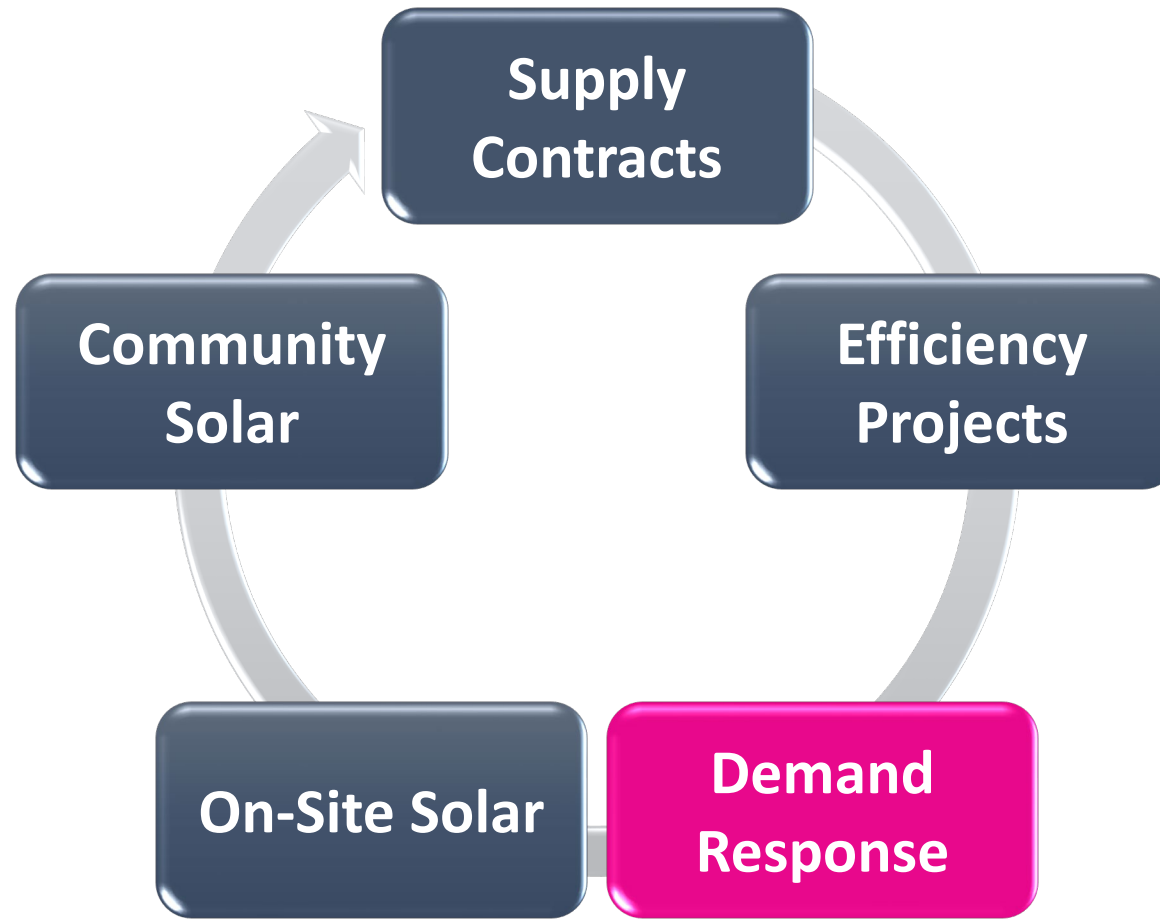 Supply
Contracts
Efficiency
Projects
Demand
Response
On-Site Solar
Community
Solar